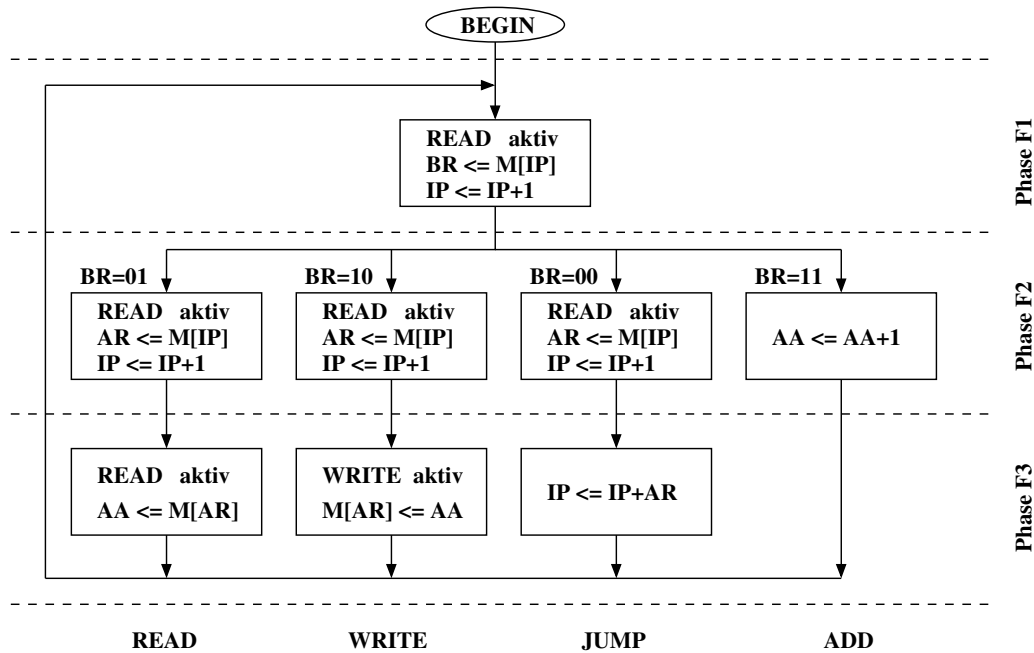 BEGIN
READ aktiv
BR <= M[IP]
IP <= IP+1
Phase F1
BR=01
READ aktiv
AR <= M[IP]
IP <= IP+1
BR=10
READ aktiv
AR <= M[IP]
IP <= IP+1
BR=00
READ aktiv
AR <= M[IP]
IP <= IP+1
BR=11
AA <= AA+1
Phase F2
READ aktiv
AA <= M[AR]
WRITE aktiv
M[AR] <= AA
IP <= IP+AR
Phase F3
READ
WRITE
JUMP
ADD